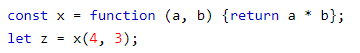 const x = function (a, b) {return a * b};
let z = x(4, 3);